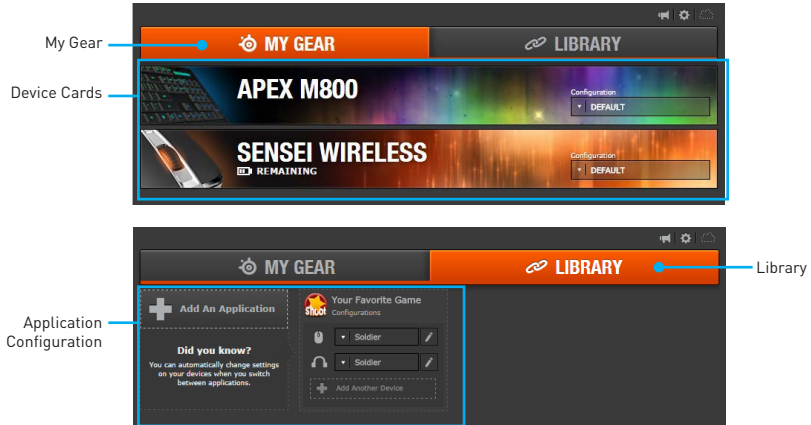 My Gear
MY GEAR
LIBRARY
Device Cards
APEX M800
Configuration
DEFAULT
SENSEI WIRELESS
REMAINING
Configuration
DEFAULT
MY GEAR
LIBRARY
Library
Application
Configuration
Add An Application
Did you know?
You can automatically change settings
on your devices when you switch
between applications.
Shoot
Your Favorite Game
Configurations
Soldier
Soldier
Add Another Device